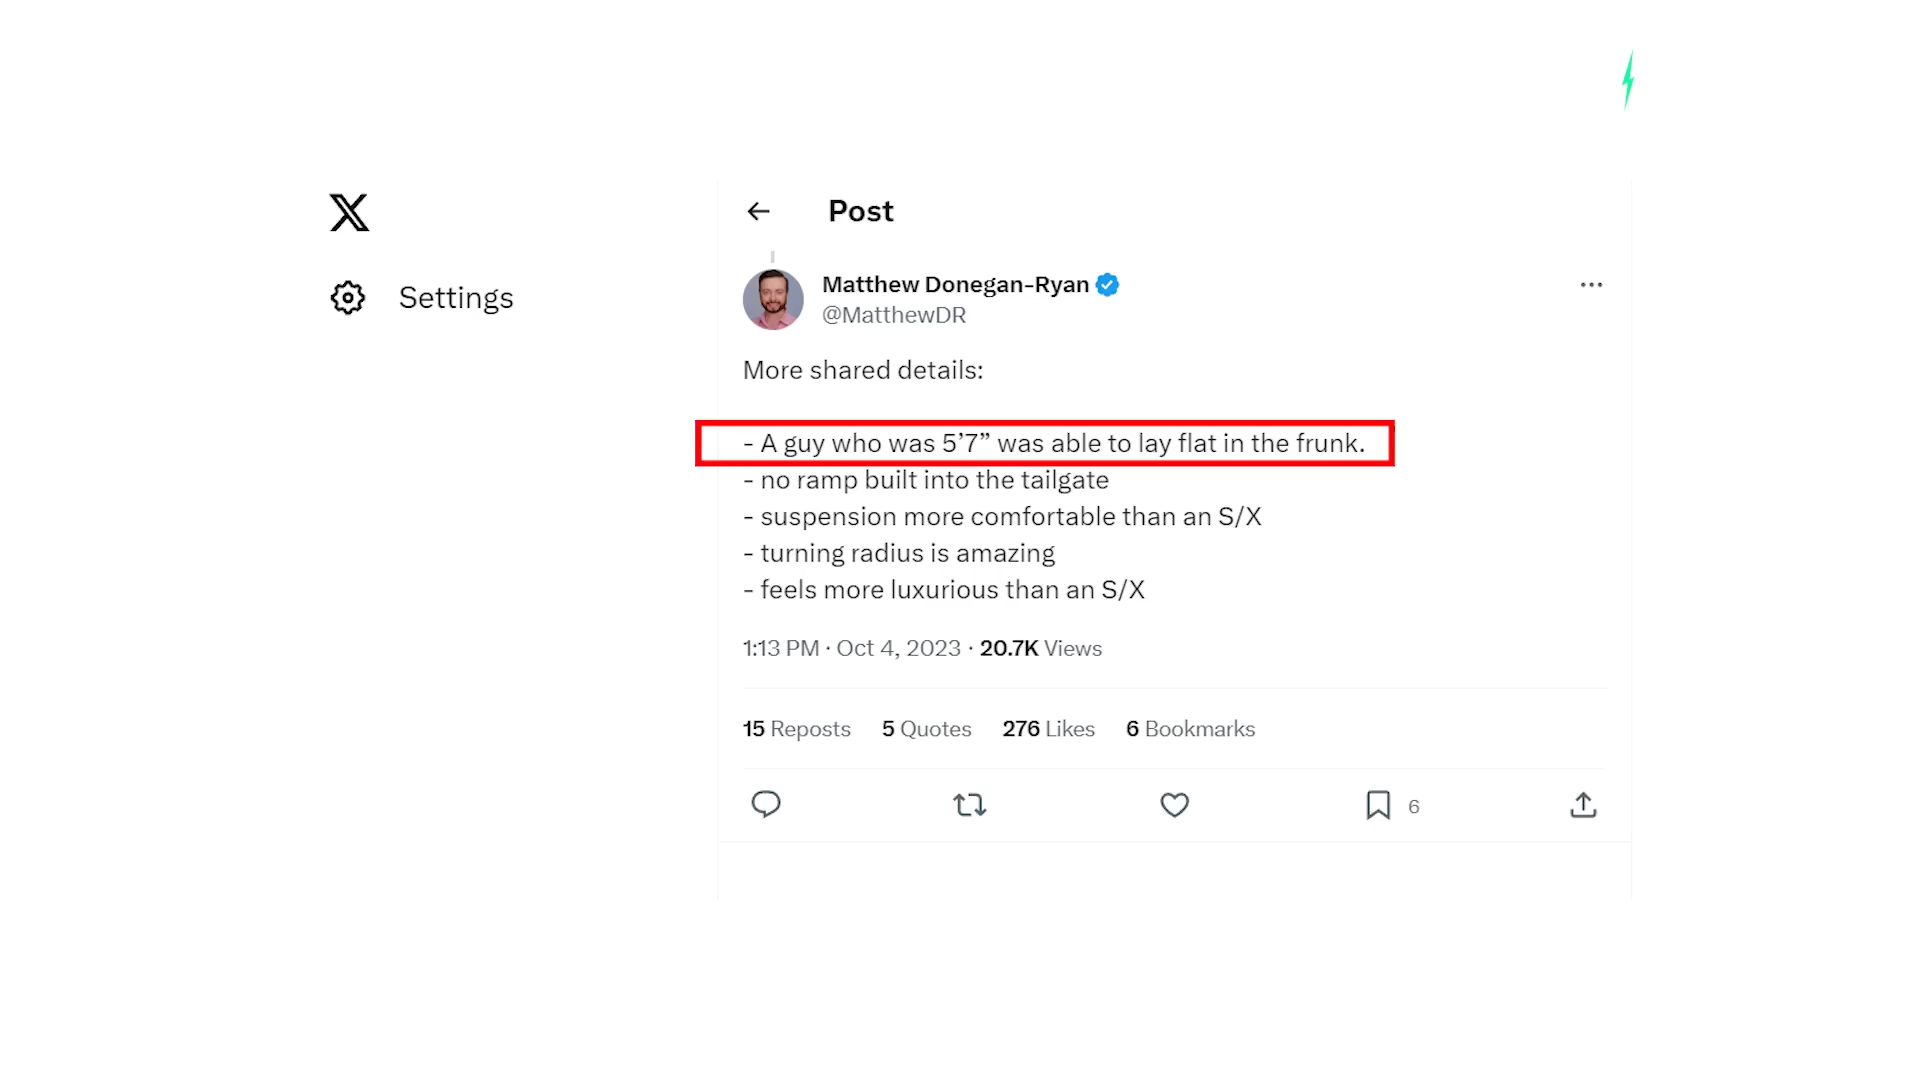 Settings
Post
Matthew Donegan-Ryan
@MatthewDR
More shared details:
- A guy who was 5’7” was able to lay flat in the frunk.
- no ramp built into the tailgate
- suspension more comfortable than an S/X
- turning radius is amazing
- feels more luxurious than an S/X
1:13 PM · Oct 4, 2023 · 20.7K Views
15 Reposts 5 Quotes 276 Likes 6 Bookmarks
6